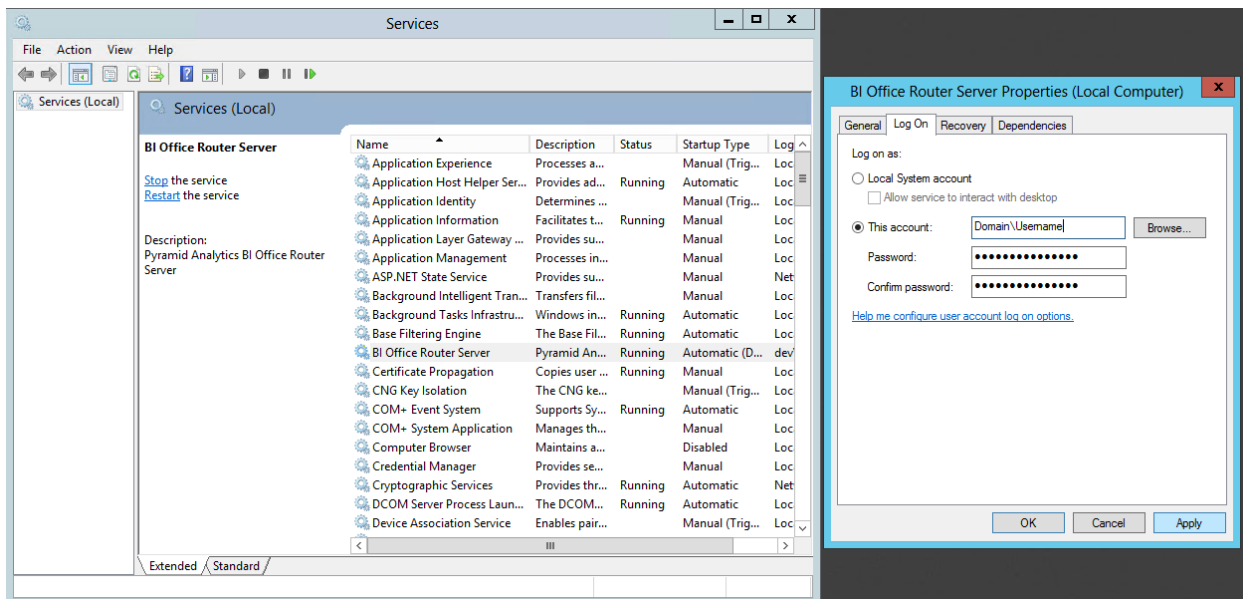 Services
File Action View Help
Services (Local)
Services (Local)
BI Office Router Server
Stop the service
Restart the service
Description:
Pyramid Analytics BI Office Router
Server
Name Description Status Startup Type Log
Application Experience Processes a... Manual (Trig... Loc
Application Host Helper Ser... Provides ad... Running Automatic Loc
Application Identity Determines ... Manual (Trig... Loc
Application Information Facilitates t... Running Manual Loc
Application Layer Gateway ... Provides su... Manual Loc
Application Management Processes in... Manual Loc
ASP.NET State Service Provides su... Manual Net
Background Intelligent Tran... Transfers fil... Manual Loc
Background Tasks Infrastru... Windows in... Running Automatic Loc
Base Filtering Engine The Base Fil... Running Automatic Loc
BI Office Router Server Pyramid An... Running Automatic (D... dev
Certificate Propagation Copies user ... Running Manual Loc
CNG Key Isolation The CNG ke... Manual (Trig... Loc
COM+ Event System Supports Sy... Running Automatic Loc
COM+ System Application Manages th... Manual Loc
Computer Browser Maintains a... Disabled Loc
Credential Manager Provides se... Manual Loc
Cryptographic Services Provides thr... Running Automatic Net
DCOM Server Process Laun... The DCOM... Running Automatic Loc
Device Association Service Enables pair... Manual (Trig... Loc
Extended Standard
BI Office Router Server Properties (Local Computer)
General Log On Recovery Dependencies
Log on as:
Local System account
Allow service to interact with desktop
This account: Domain\Username Browse...
Password: •••••••••••••••
Confirm password: •••••••••••••••
Help me configure user account log on options.
OK Cancel Apply